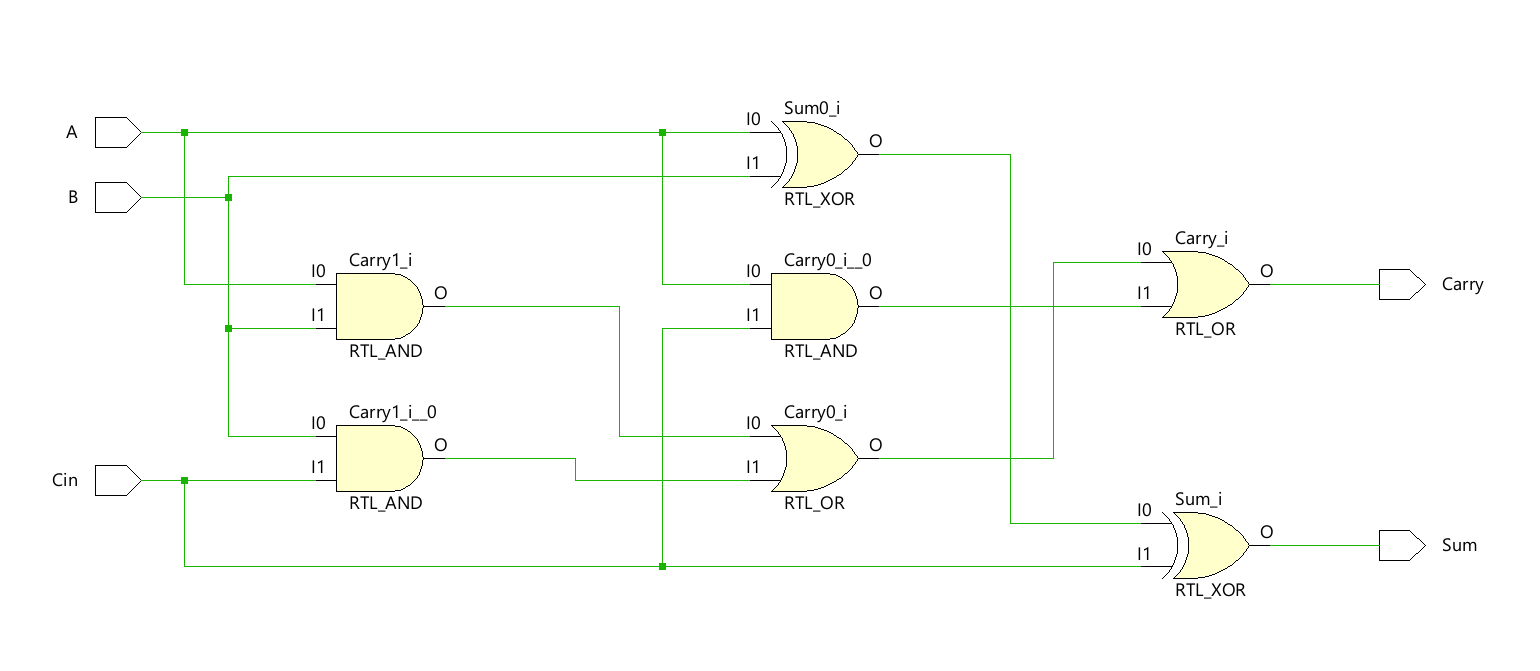 Sum0_i
A
I0
O
I1
B
RTL_XOR
Carry_i
I0
O
Carry
I1
RTL_OR
Carry1_i
I0
O
I1
RTL_AND
Carry0_i__0
I0
O
I1
RTL_AND
Carry1_i__0
I0
O
I1
Cin
RTL_AND
Carry0_i
I0
O
I1
RTL_OR
Sum_i
I0
O
Sum
I1
RTL_XOR